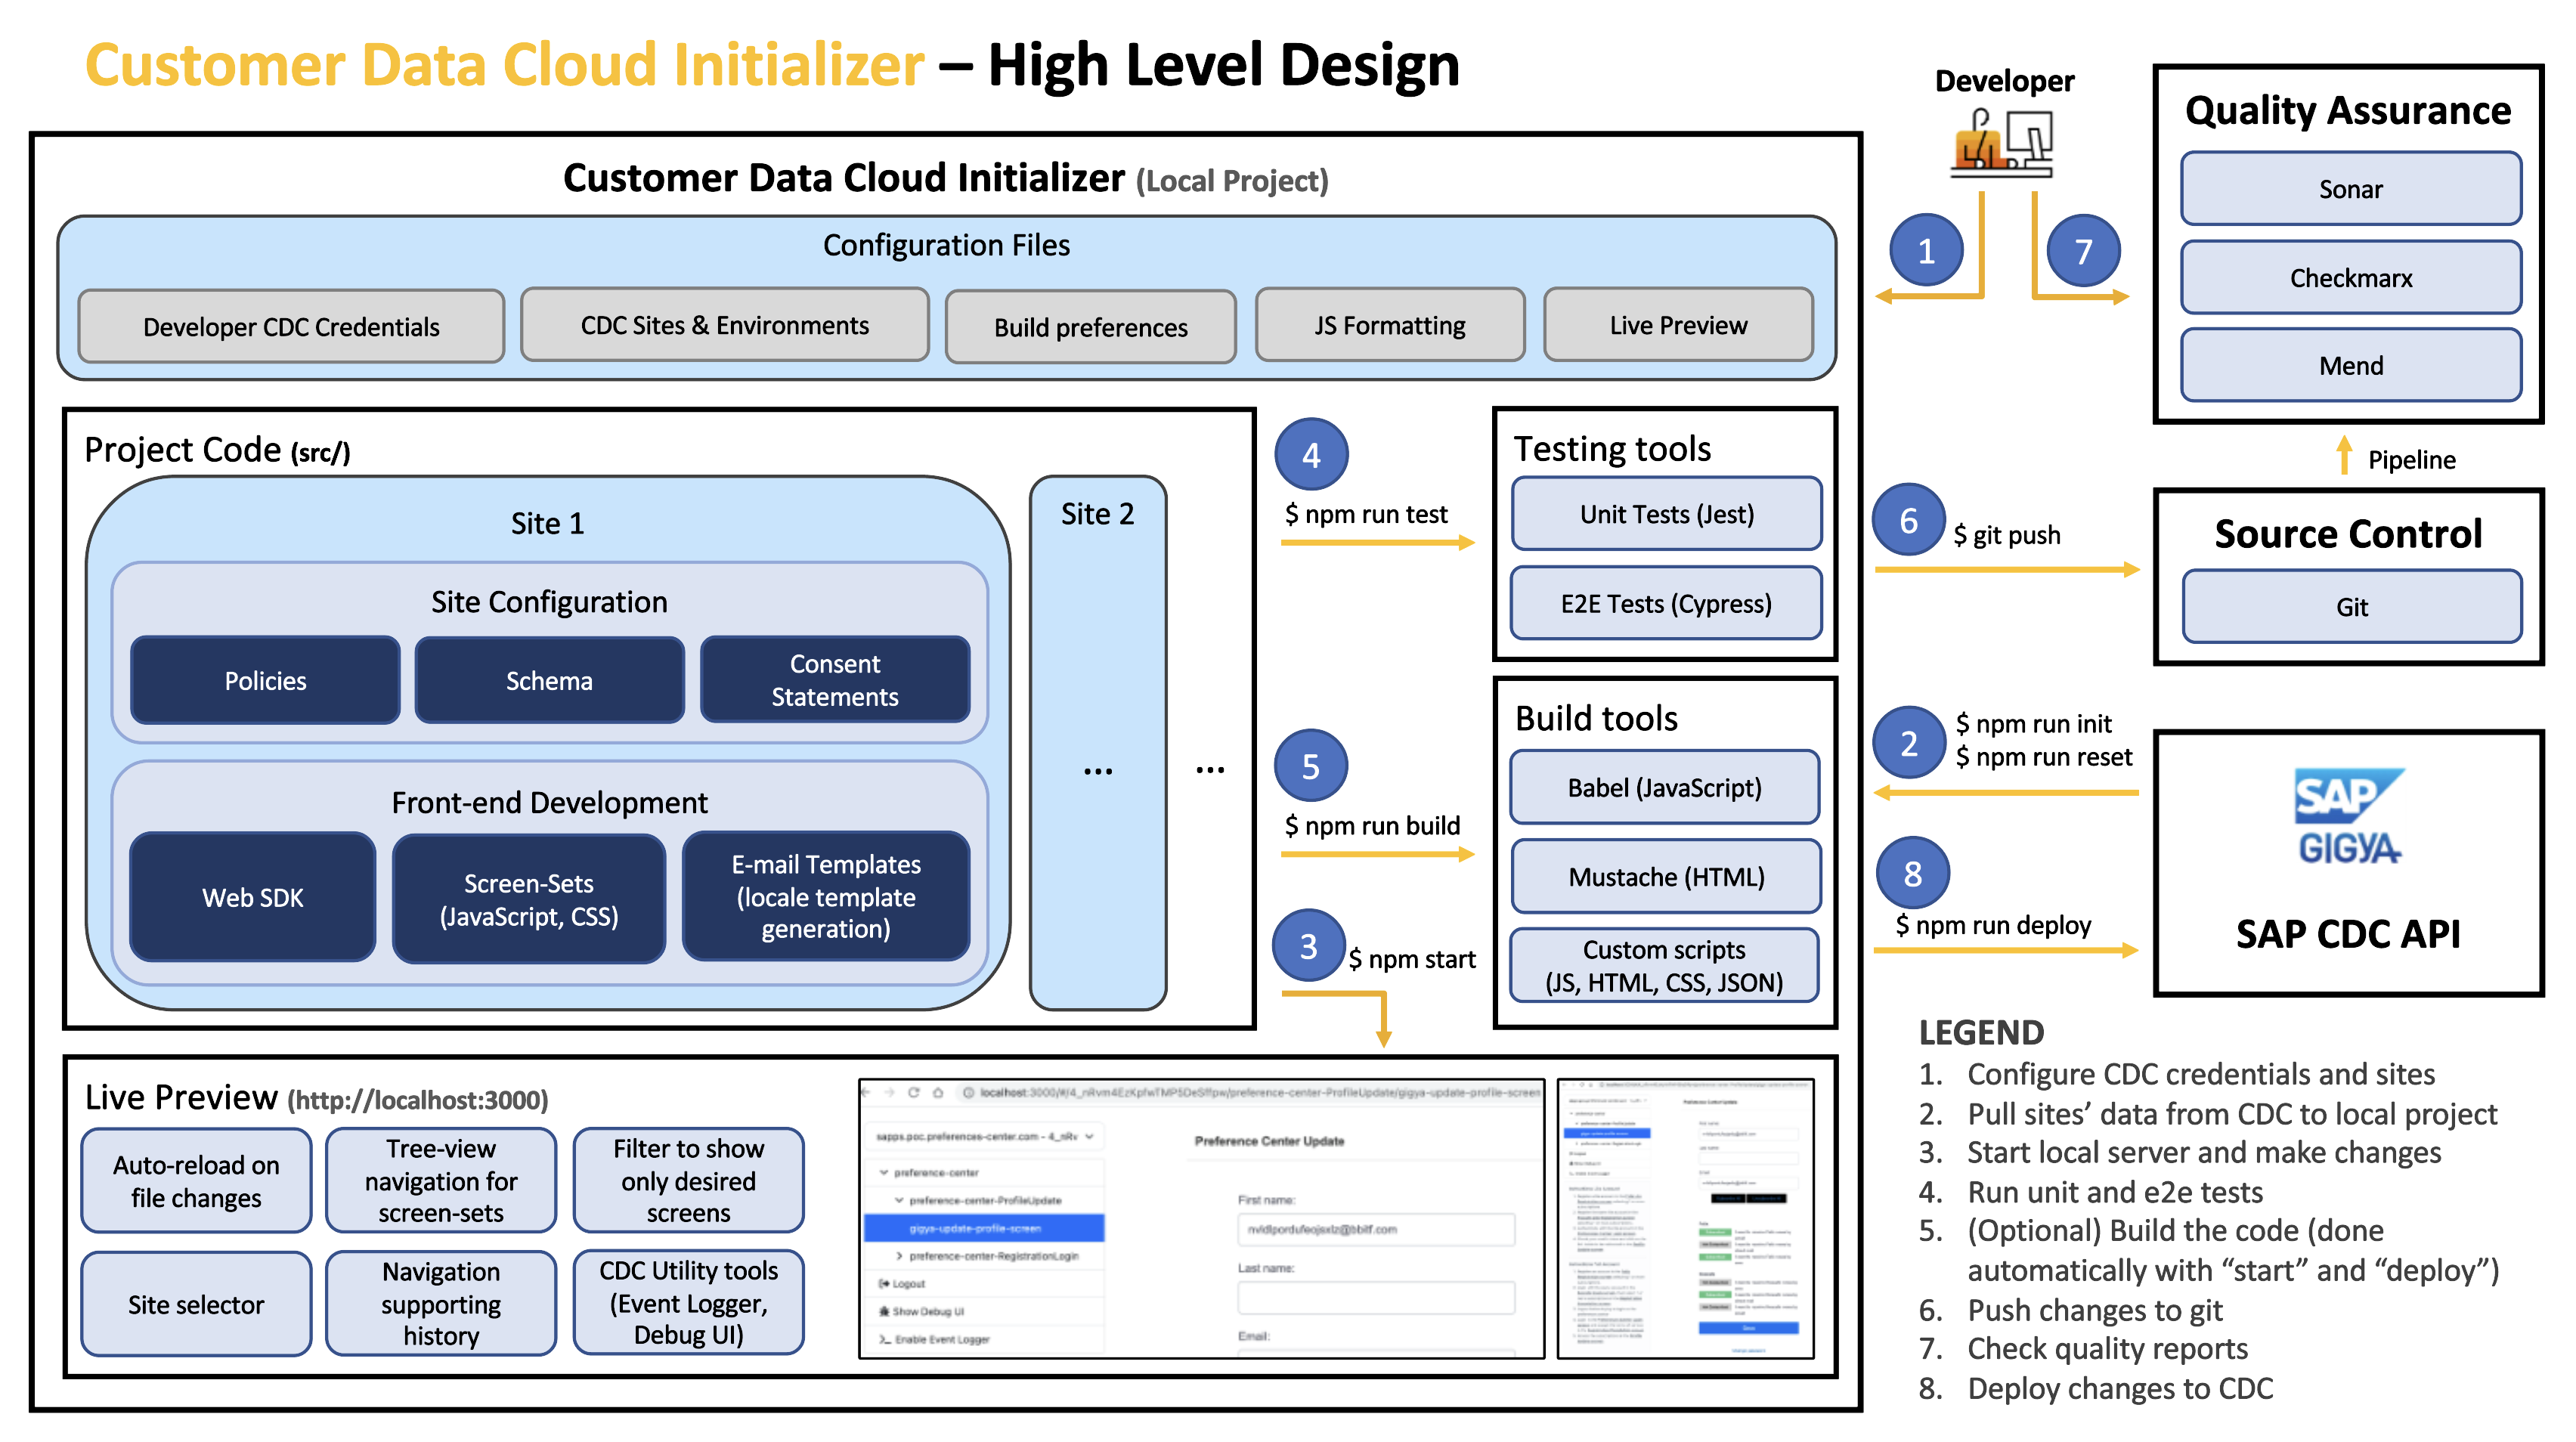 Customer Data Cloud Initializer – High Level Design
Customer Data Cloud Initializer (Local Project)
Configuration Files
Developer CDC Credentials
CDC Sites & Environments
Build preferences
JS Formatting
Live Preview
Project Code (src/)
Site 1
Site Configuration
Policies
Schema
Consent
Statements
Front-end Development
Web SDK
Screen-Sets
(JavaScript, CSS)
E-mail Templates
(locale template
generation)
Site 2
...
...
4
$ npm run test
5
$ npm run build
3
$ npm start
Testing tools
Unit Tests (Jest)
E2E Tests (Cypress)
Build tools
Babel (JavaScript)
Mustache (HTML)
Custom scripts
(JS, HTML, CSS, JSON)
Live Preview (http://localhost:3000)
Auto-reload on
file changes
Tree-view
navigation for
screen-sets
Filter to show
only desired
screens
Site selector
Navigation
supporting
history
CDC Utility tools
(Event Logger,
Debug UI)
sapps.poc.preferences-center.com
preference-center
preference-center-ProfileUpdate
gigya-update-profile-screen
preference-center-RegistrationLogin
Logout
Show Debug UI
Enable Event Logger
Preference Center Update
First name:
Last name:
Email:
Preference Center Update
Developer
1
7
Quality Assurance
Sonar
Checkmarx
Mend
Pipeline
6
$ git push
Source Control
Git
2
$ npm run init
$ npm run reset
8
$ npm run deploy
SAP
GIGYA
SAP CDC API
LEGEND
1. Configure CDC credentials and sites
2. Pull sites’ data from CDC to local project
3. Start local server and make changes
4. Run unit and e2e tests
5. (Optional) Build the code (done
automatically with “start” and “deploy”)
6. Push changes to git
7. Check quality reports
8. Deploy changes to CDC